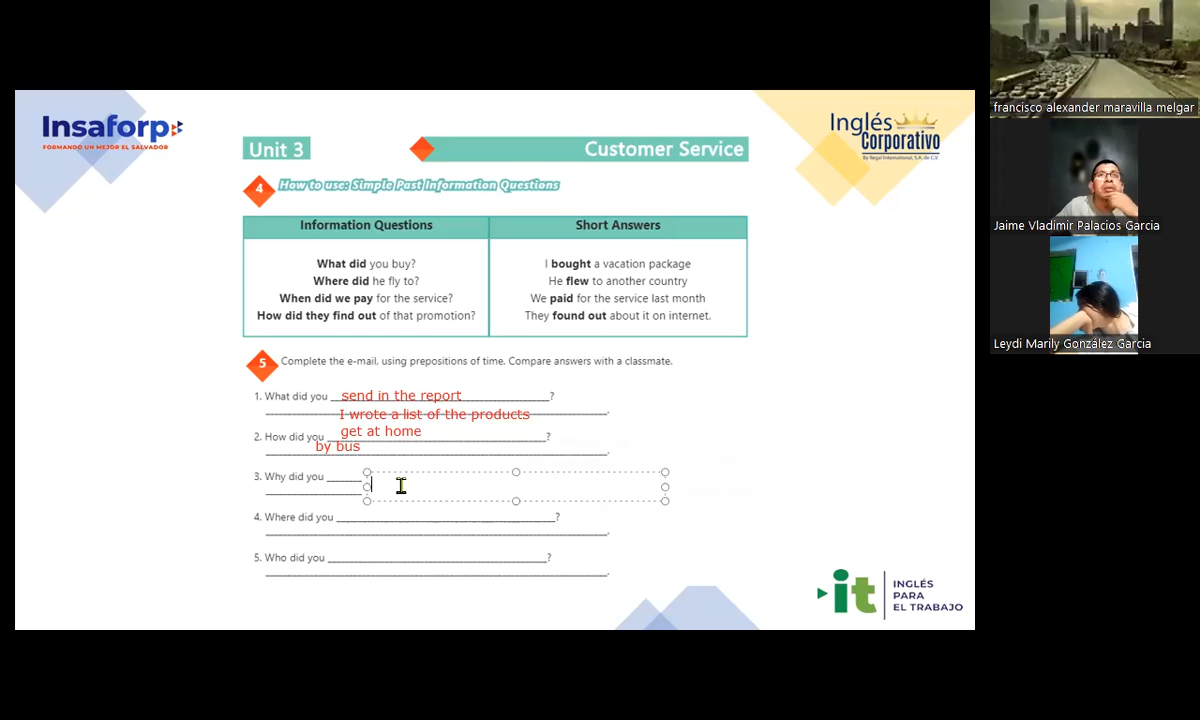 Insaforp
FORMANDO UN MEJOR EL SALVADOR
Inglés
Corporativo
By Regal International, S.A. de C.V.
Unit 3
Customer Service
4 How to use: Simple Past Information Questions
Information Questions
Short Answers
What did you buy?
I bought a vacation package
Where did he fly to?
He flew to another country
When did we pay for the service?
We paid for the service last month
How did they find out of that promotion?
They found out about it on internet.
5 Complete the e-mail, using prepositions of time. Compare answers with a classmate.
1. What did you send in the report?
I wrote a list of the products.
2. How did you get at home?
by bus.
3. Why did you
4. Where did you ?
5. Who did you ?
it
INGLÉS
PARA
EL TRABAJO
francisco alexander maravilla melgar
Jaime Vladimir Palacios Garcia
Leydi Marily González Garcia